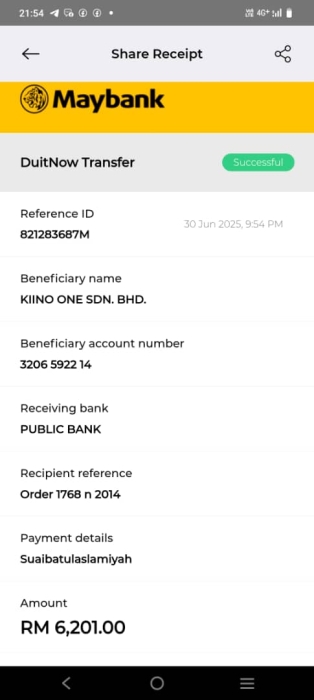 21:54
4G+
Share Receipt
Maybank
DuitNow Transfer
Successful
Reference ID
30 Jun 2025, 9:54 PM
821283687M
Beneficiary name
KIINO ONE SDN. BHD.
Beneficiary account number
3206 5922 14
Receiving bank
PUBLIC BANK
Recipient reference
Order 1768 n 2014
Payment details
Suaibatulaslamiyah
Amount
RM 6,201.00